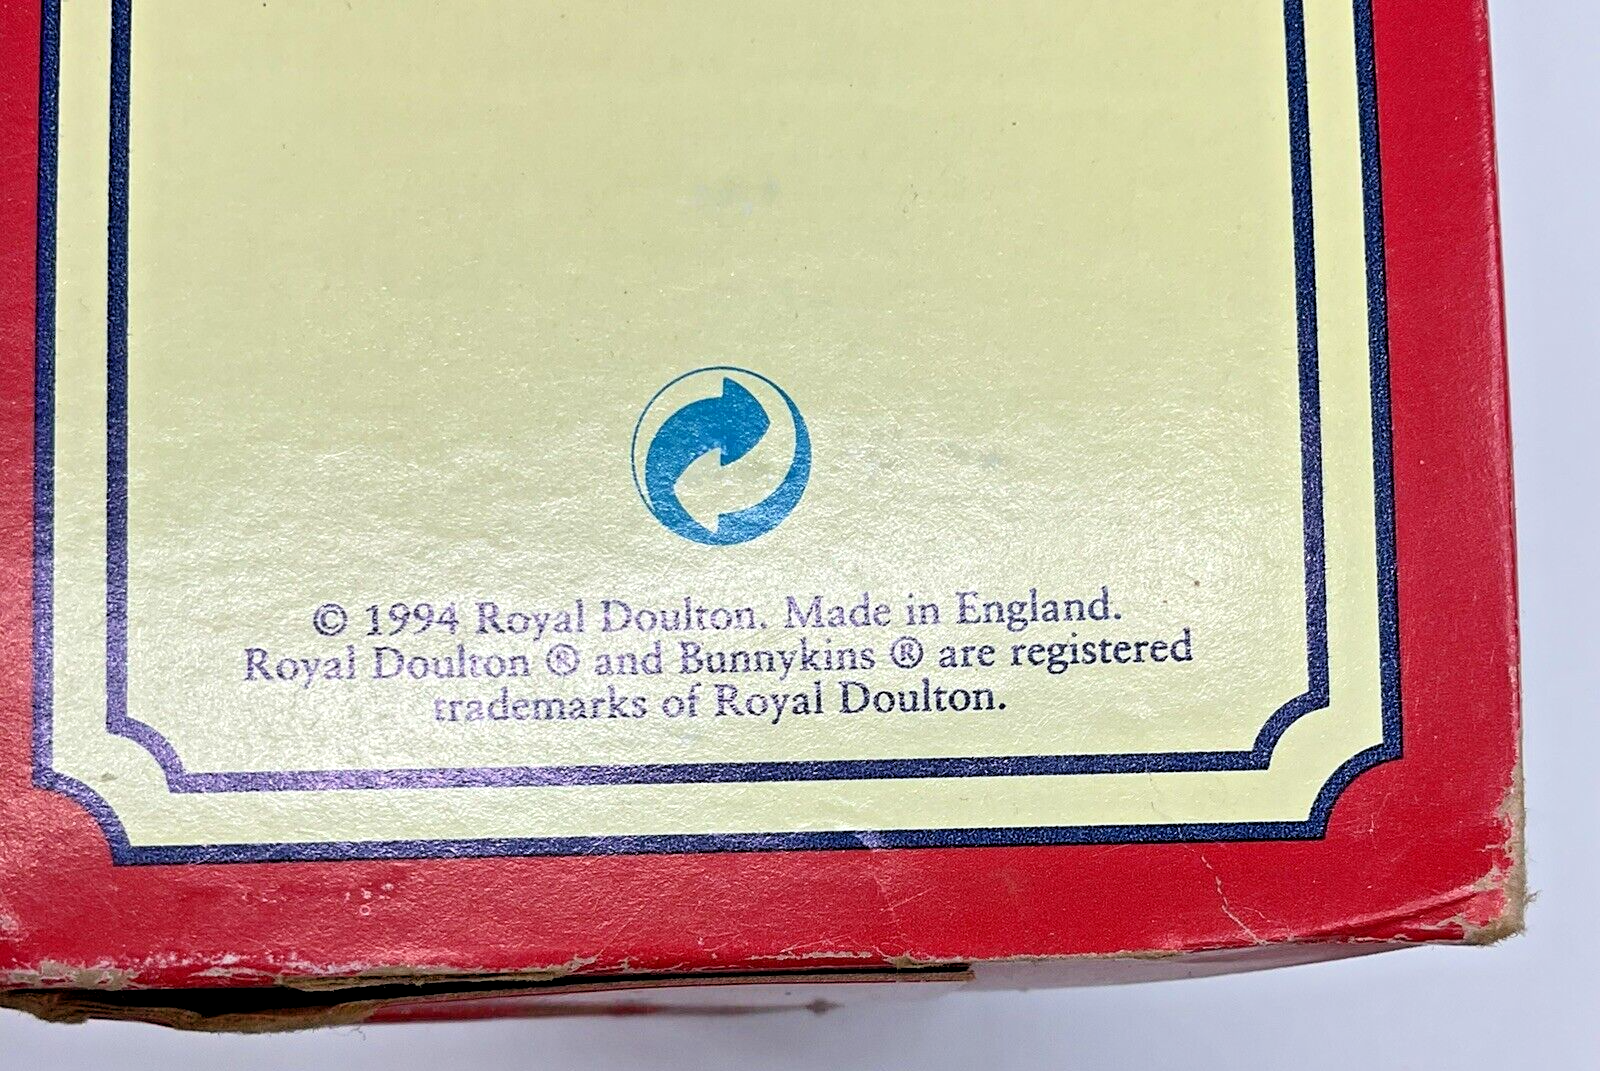 © 1994 Royal Doulton. Made in England.
Royal Doulton ® and Bunnykins ® are registered
trademarks of Royal Doulton.